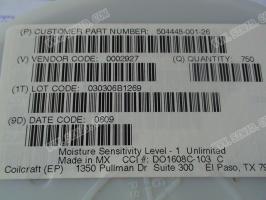 (P) CUSTOMER PART NUMBER: 504448-001-26
(V) VENDOR CODE: 0002927 (Q) QUANTITY: 750
(1T) LOT CODE: 030306B1269
(9D) DATE CODE: 0609
Moisture Sensitivity Level - 1 Unlimited
Made in MX CCI #: DO1608C-103 C
Coilcraft (EP) 1350 Pullman Dr Suite 300 El Paso, TX 79